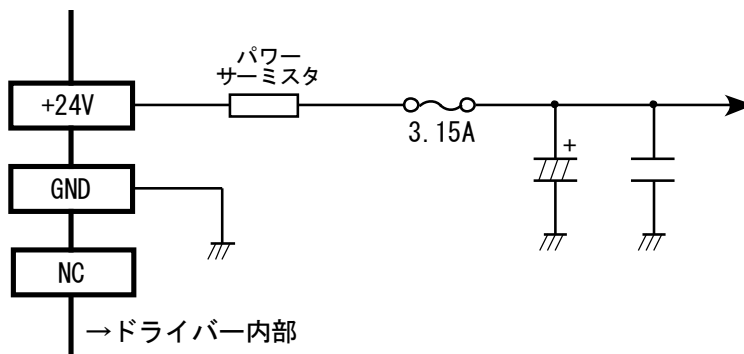 パワー
サーミスタ
+24V
3.15A
+
GND
NC
→ドライバー内部